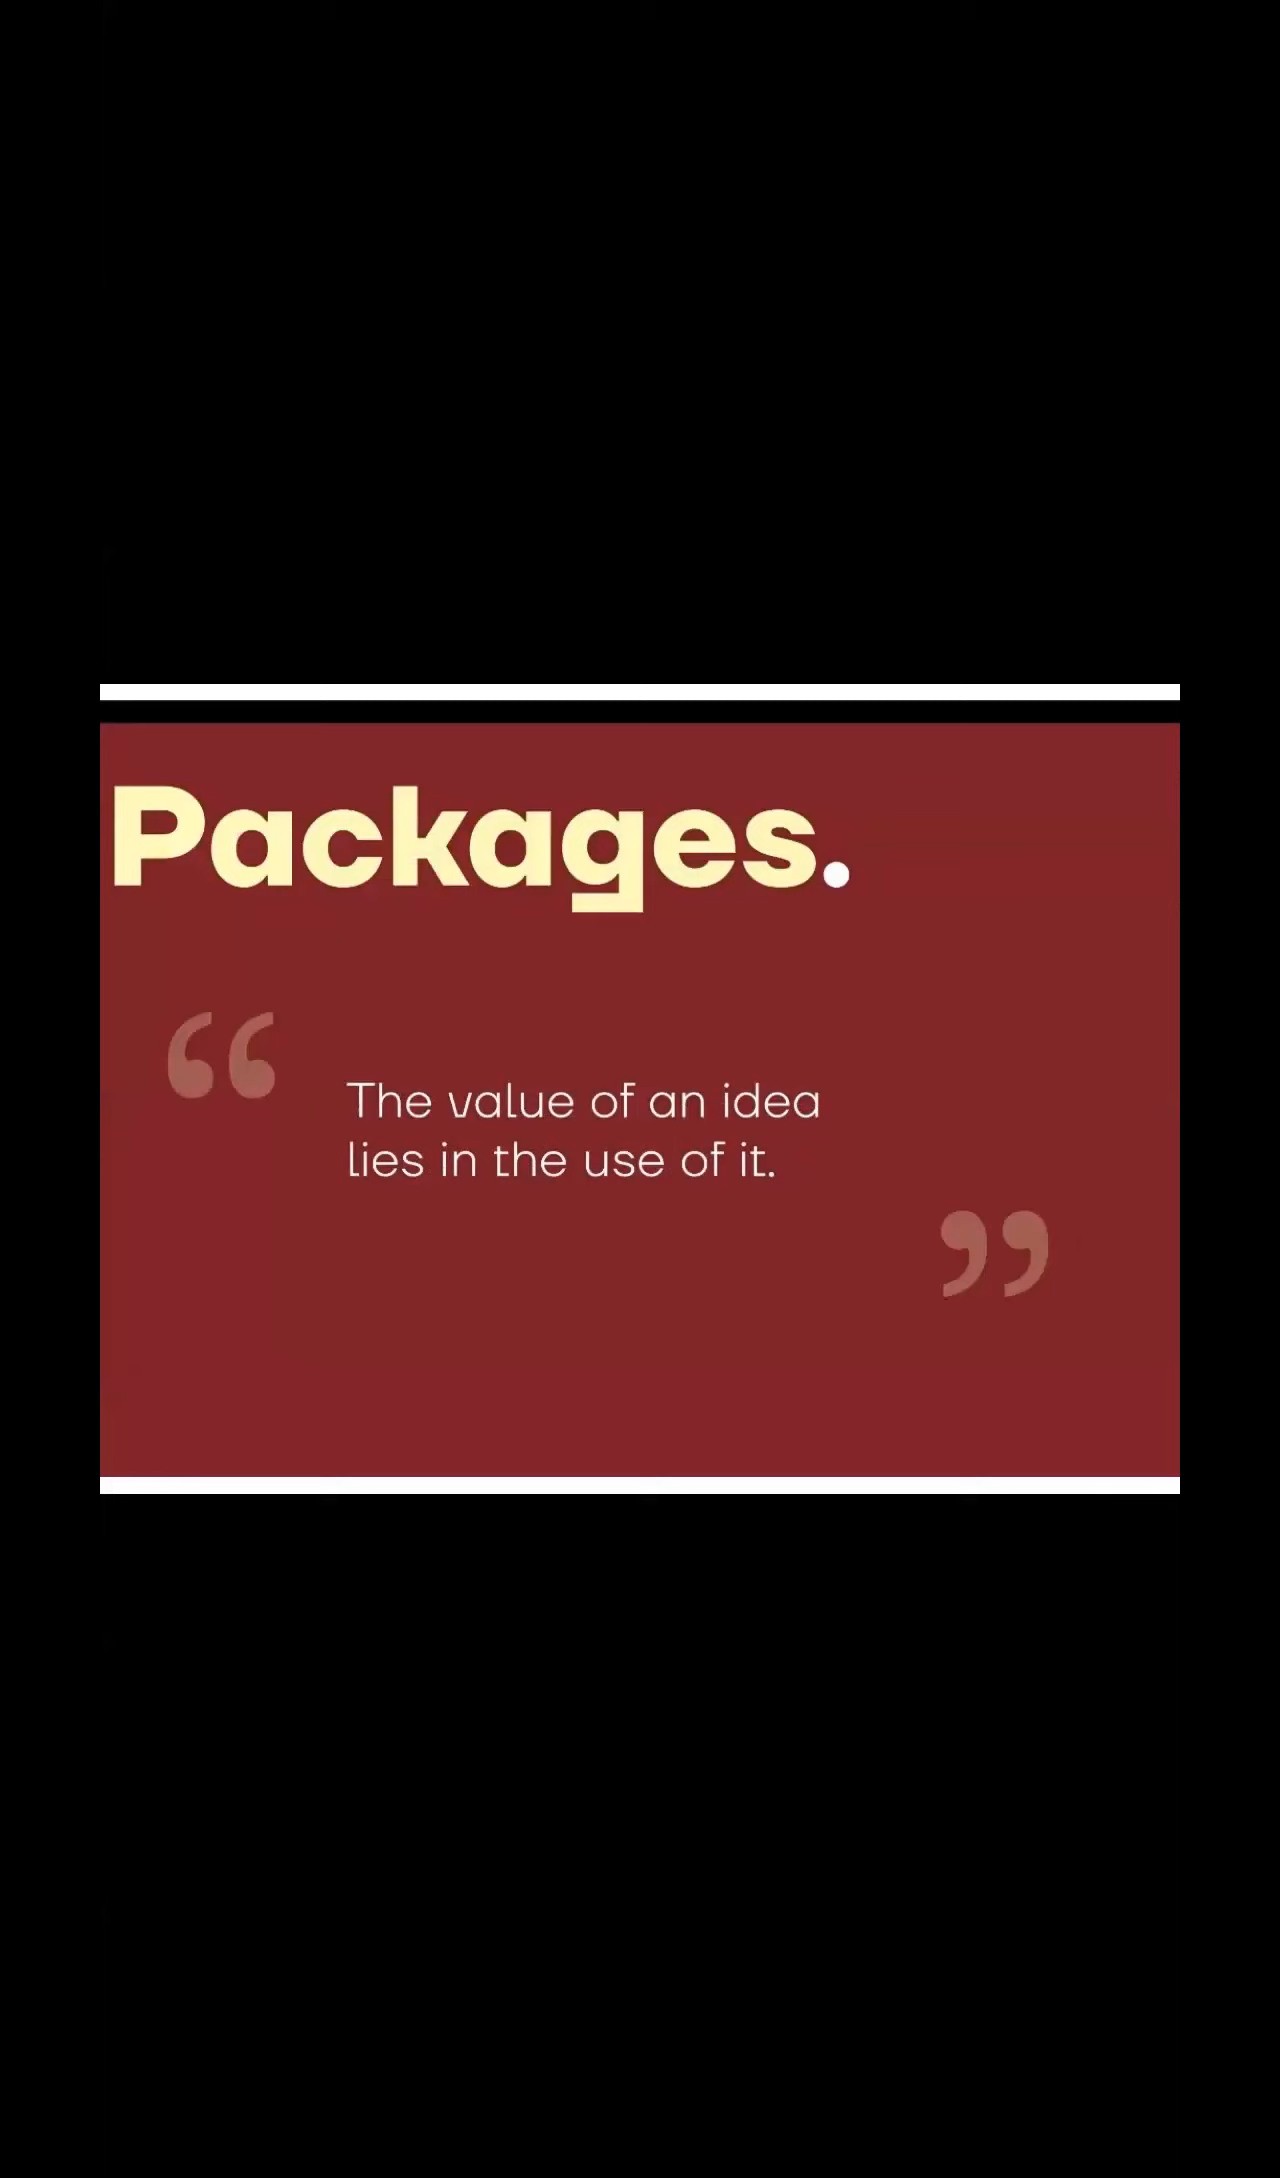 Packages.
“
The value of an idea
lies in the use of it.
”